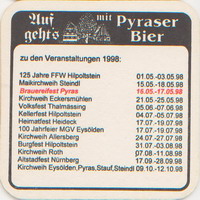 Auf geht's mit Pyraser Bier
zu den Veranstaltungen 1998:
125 Jahre FFW Hilpoltstein 01.05.-03.05.98
Maikirchweih Steindl 15.05.-17.05.98
Brauereifest Pyras 16.05.-17.05.98
Kirchweih Eckersmühlen 21.05.-25.05.98
Volksfest Thalmässing 05.06.-08.06.98
Kellerfest Hilpoltstein 03.07.-06.07.98
Heimatfest Heideck 17.07.-19.07.98
100 Jahrfeier MGV Eysölden 17.07.-19.07.98
Kirchweih Allersberg 24.07.-27.07.98
Burgfest Hilpoltstein 31.07.-03.08.98
Kirchweih Roth 07.08.-11.08.98
Altstadtfest Nürnberg 17.09.-28.09.98
Kirchweih Eysölden,Pyras,Stauf,Steindl 09.10.-12.10.98